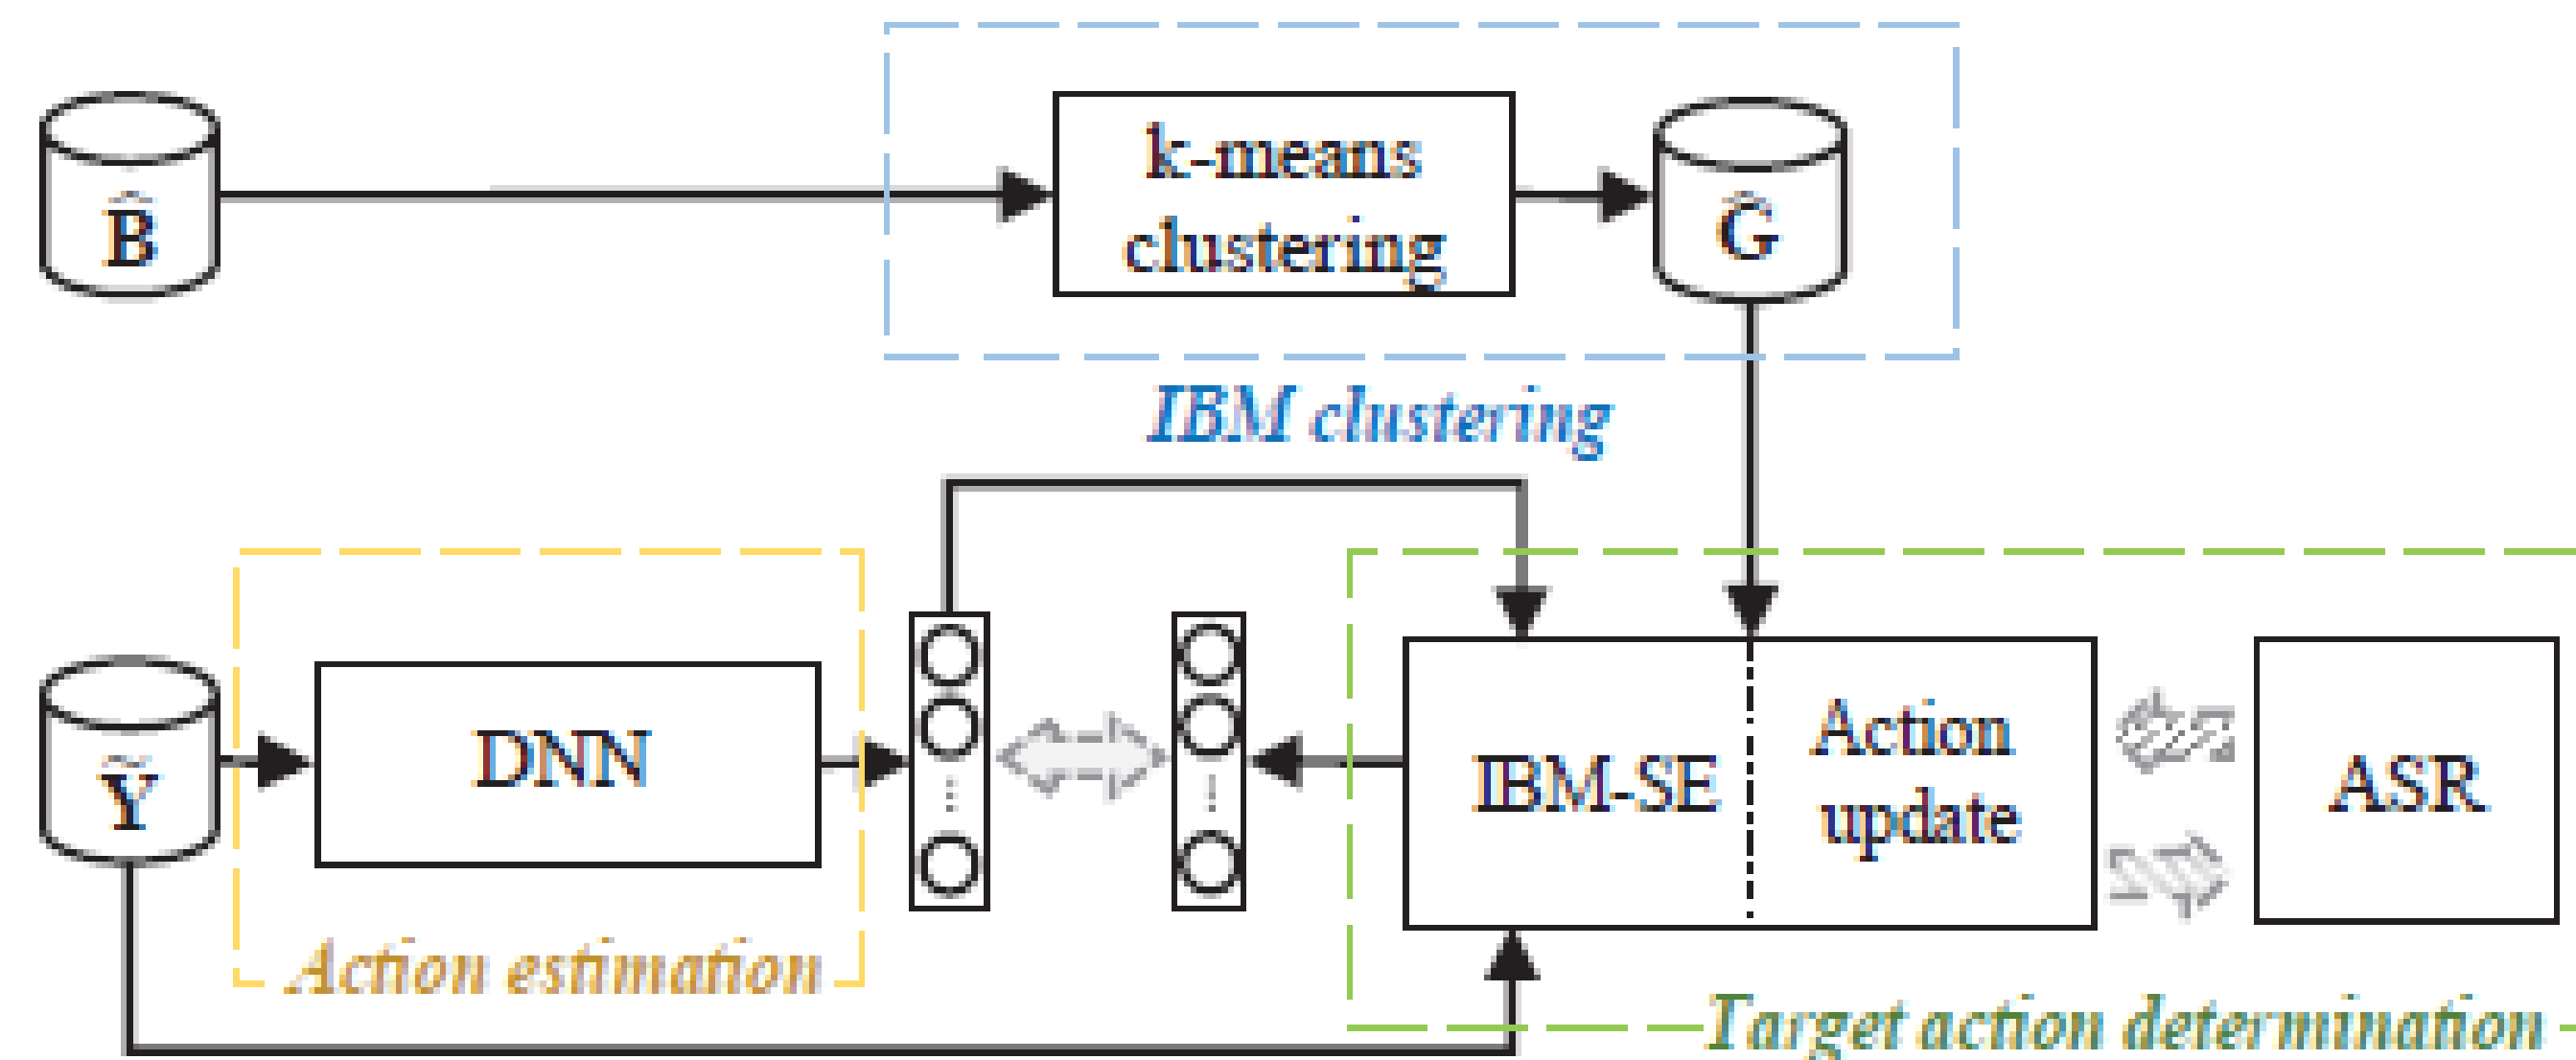 B̂
k-means
clustering
Ĝ
IBM clustering
Ỹ
DNN
IBM-SE
Action
update
ASR
Action estimation
Target action determination